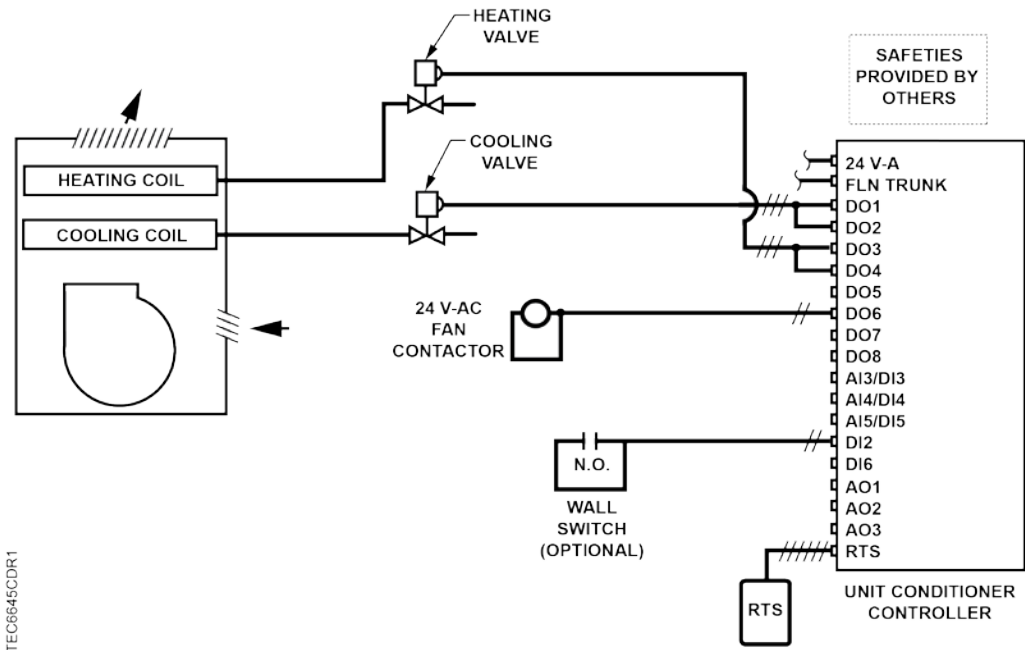 HEATING
VALVE
SAFETIES
PROVIDED BY
OTHERS
COOLING
VALVE
HEATING COIL
COOLING COIL
24 V-AC
FAN
CONTACTOR
N.O.
WALL
SWITCH
(OPTIONAL)
24 V-A
FLN TRUNK
DO1
DO2
DO3
DO4
DO5
DO6
DO7
DO8
AI3/DI3
AI4/DI4
AI5/DI5
DI2
DI6
AO1
AO2
AO3
RTS
RTS
UNIT CONDITIONER
CONTROLLER
TEC6645CDR1